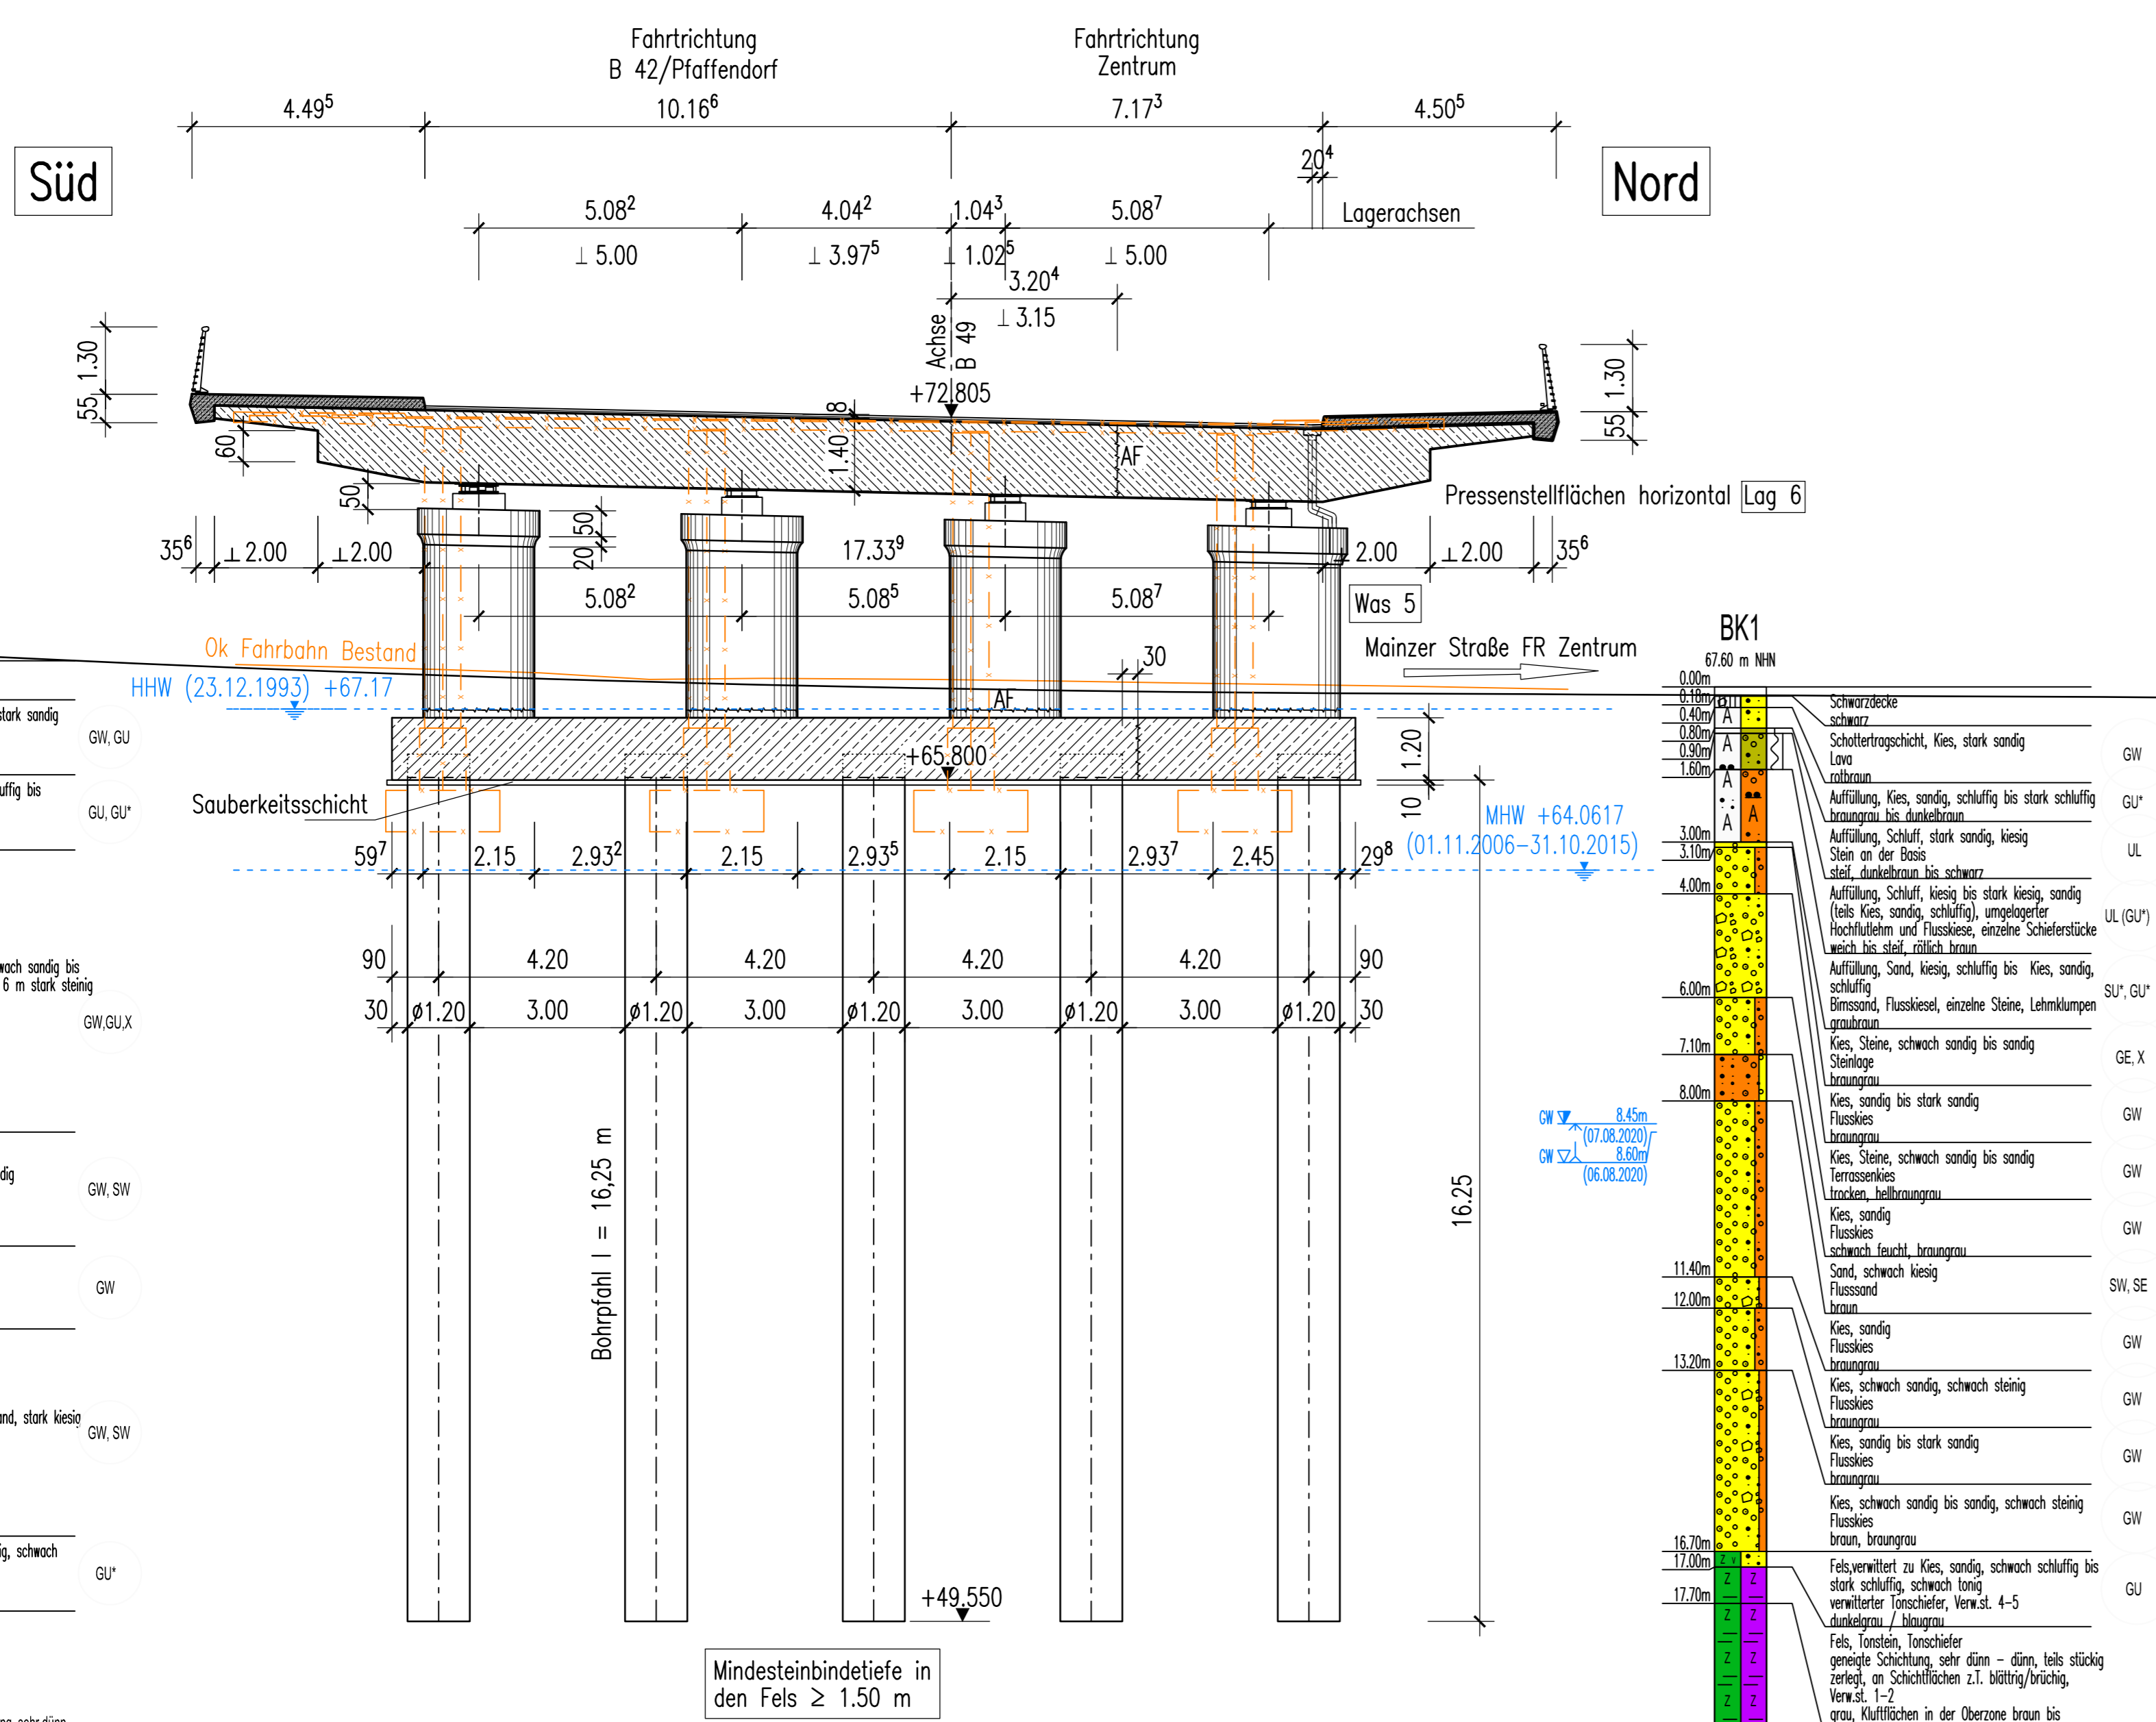 Fahrtrichtung
B 42/Pfaffendorf
Fahrtrichtung
Zentrum
4.49⁵
10.16⁶
7.17³
4.50⁵
Süd
Nord
20⁴
5.08²
4.04²
1.04³
5.08⁷
Lagerachsen
⊥ 5.00
⊥ 3.97⁵
⊥ 1.02⁵
⊥ 5.00
3.20⁴
⊥ 3.15
Achse
B 49
+72.805
1.30
55
60
50
8
1.40
AF
1.30
55
Pressenstellflächen horizontal
Lag 6
50
20
35⁶
⊥2.00
⊥2.00
17.33⁹
⊥2.00
⊥2.00
35⁶
5.08²
5.08⁵
5.08⁷
Was 5
Ok Fahrbahn Bestand
Mainzer Straße FR Zentrum
30
HHW (23.12.1993) +67.17
AF
+65.800
1.20
10
Sauberkeitsschicht
MHW +64.0617
(01.11.2006-31.10.2015)
59⁷
2.15
2.93²
2.15
2.93⁵
2.15
2.93⁷
2.45
29⁸
90
4.20
4.20
4.20
4.20
90
30
ø1.20
3.00
ø1.20
3.00
ø1.20
3.00
ø1.20
3.00
ø1.20
30
Bohrpfahl l = 16,25 m
16.25
+49.550
Mindesteinbindetiefe in
den Fels ≥ 1.50 m
GW 8.45m
(07.08.2020)
GW 8.60m
(06.08.2020)
stark sandig
GW, GU
uffig bis
GU, GU*
wach sandig bis
6 m stark steinig
GW,GU,X
dig
GW, SW
GW
and, stark kiesig
GW, SW
ig, schwach
GU*
BK1
67.60 m NHN
0.00m
0.18m
0.40m
0.80m
0.90m
1.60m
3.00m
3.10m
4.00m
6.00m
7.10m
8.00m
11.40m
12.00m
13.20m
16.70m
17.00m
17.70m
A
A
A
A
A
Z v
Z Z
Z Z
Z Z
Z Z
Schwarzdecke
schwarz
Schottertragschicht, Kies, stark sandig
Lava
rotbraun
GW
Auffüllung, Kies, sandig, schluffig bis stark schluffig
braungrau bis dunkelbraun
GU*
Auffüllung, Schluff, stark sandig, kiesig
Stein an der Basis
steif, dunkelbraun bis schwarz
UL
Auffüllung, Schluff, kiesig bis stark kiesig, sandig
(teils Kies, sandig, schluffig), umgelagerter
Hochflutlehm und Flusskiese, einzelne Schieferstücke
weich bis steif, rötlich braun
UL (GU*)
Auffüllung, Sand, kiesig, schluffig bis Kies, sandig,
schluffig
Bimssand, Flusskiesel, einzelne Steine, Lehmklumpen
graubraun
SU*, GU*
Kies, Steine, schwach sandig bis sandig
Steinlage
braungrau
GE, X
Kies, sandig bis stark sandig
Flusskies
braungrau
GW
Kies, Steine, schwach sandig bis sandig
Terrassenkies
trocken, hellbraungrau
GW
Kies, sandig
Flusskies
schwach feucht, braungrau
GW
Sand, schwach kiesig
Flusssand
braun
SW, SE
Kies, sandig
Flusskies
braungrau
GW
Kies, schwach sandig, schwach steinig
Flusskies
braungrau
GW
Kies, sandig bis stark sandig
Flusskies
braungrau
GW
Kies, schwach sandig bis sandig, schwach steinig
Flusskies
braun, braungrau
GW
Fels,verwittert zu Kies, sandig, schwach schluffig bis
stark schluffig, schwach tonig
verwitterter Tonschiefer, Verw.st. 4-5
dunkelgrau / blaugrau
GU
Fels, Tonstein, Tonschiefer
geneigte Schichtung, sehr dünn - dünn, teils stückig
zerlegt, an Schichtflächen z.T. blättrig/brüchig,
Verw.st. 1-2
grau, Kluftflächen in der Oberzone braun bis